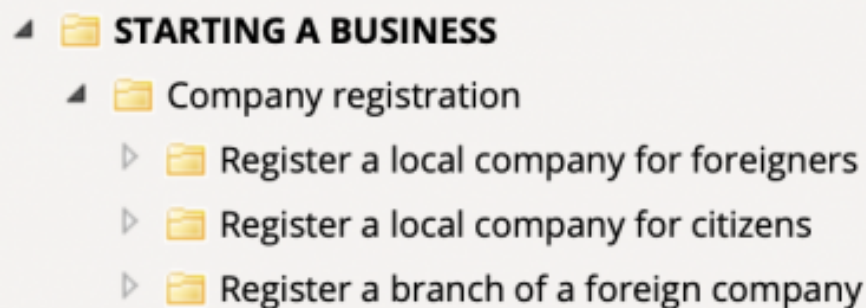 STARTING A BUSINESS
Company registration
Register a local company for foreigners
Register a local company for citizens
Register a branch of a foreign company